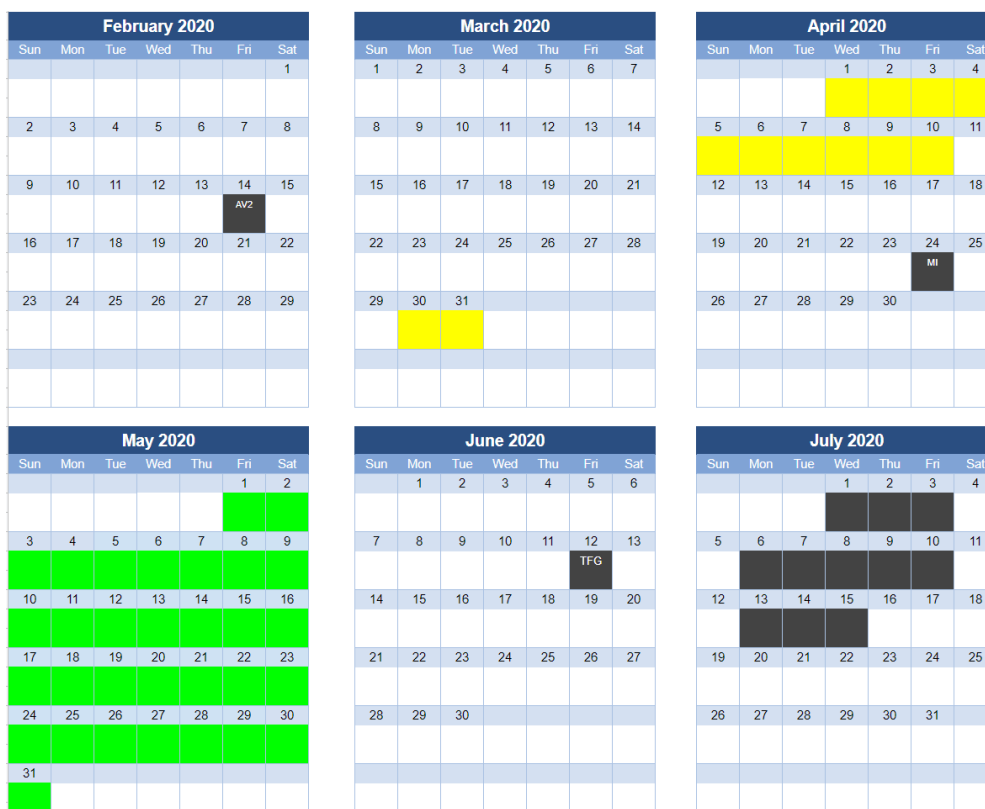 February 2020
Sun Mon Tue Wed Thu Fri Sat
1
2 3 4 5 6 7 8
9 10 11 12 13 14 15
AV2
16 17 18 19 20 21 22
23 24 25 26 27 28 29
March 2020
Sun Mon Tue Wed Thu Fri Sat
1 2 3 4 5 6 7
8 9 10 11 12 13 14
15 16 17 18 19 20 21
22 23 24 25 26 27 28
29 30 31
April 2020
Sun Mon Tue Wed Thu Fri Sat
1 2 3 4
5 6 7 8 9 10 11
12 13 14 15 16 17 18
19 20 21 22 23 24 25
MI
26 27 28 29 30
May 2020
Sun Mon Tue Wed Thu Fri Sat
1 2
3 4 5 6 7 8 9
10 11 12 13 14 15 16
17 18 19 20 21 22 23
24 25 26 27 28 29 30
31
June 2020
Sun Mon Tue Wed Thu Fri Sat
1 2 3 4 5 6
7 8 9 10 11 12 13
TFG
14 15 16 17 18 19 20
21 22 23 24 25 26 27
28 29 30
July 2020
Sun Mon Tue Wed Thu Fri Sat
1 2 3 4
5 6 7 8 9 10 11
12 13 14 15 16 17 18
19 20 21 22 23 24 25
26 27 28 29 30 31